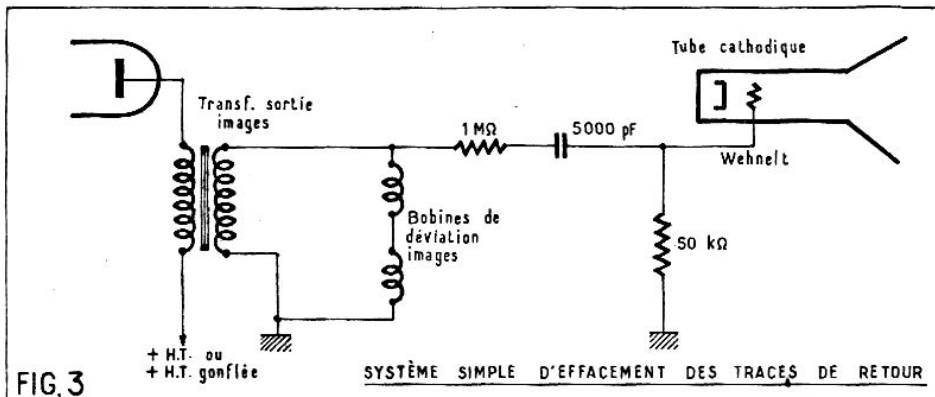 Tube cathodique
Transf. sortie
images
1 MΩ
5000 pF
Wehnelt
Bobines de
déviation
images
50 kΩ
+ H.T. ou
+ H.T. gonflée
FIG. 3
SYSTÈME SIMPLE D'EFFACEMENT DES TRACES DE RETOUR